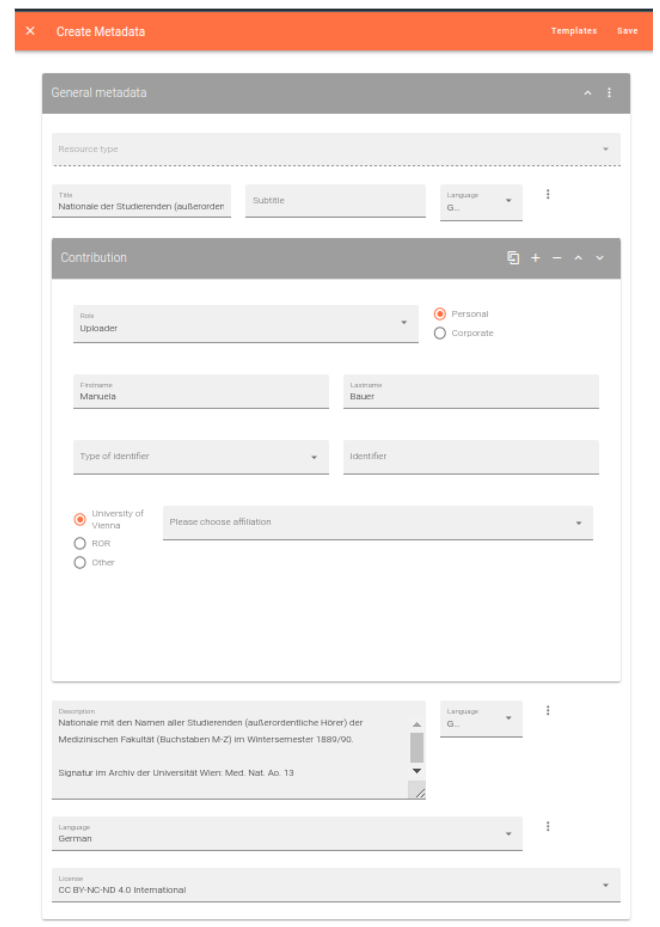 Create Metadata
Templates
Save
General metadata
Resource type
Title
Nationale der Studierenden (außerorden
Subtitle
Language
G...
Contribution
Role
Uploader
Personal
Corporate
Firstname
Manuela
Lastname
Bauer
Type of identifier
Identifier
University of
Vienna
Please choose affiliation
ROR
Other
Description
Nationale mit den Namen aller Studierenden (außerordentliche Hörer) der
Medizinischen Fakultät (Buchstaben M-Z) im Wintersemester 1889/90.
Signatur im Archiv der Universität Wien: Med. Nat. Ao. 13
Language
G...
Language
German
License
CC BY-NC-ND 4.0 International